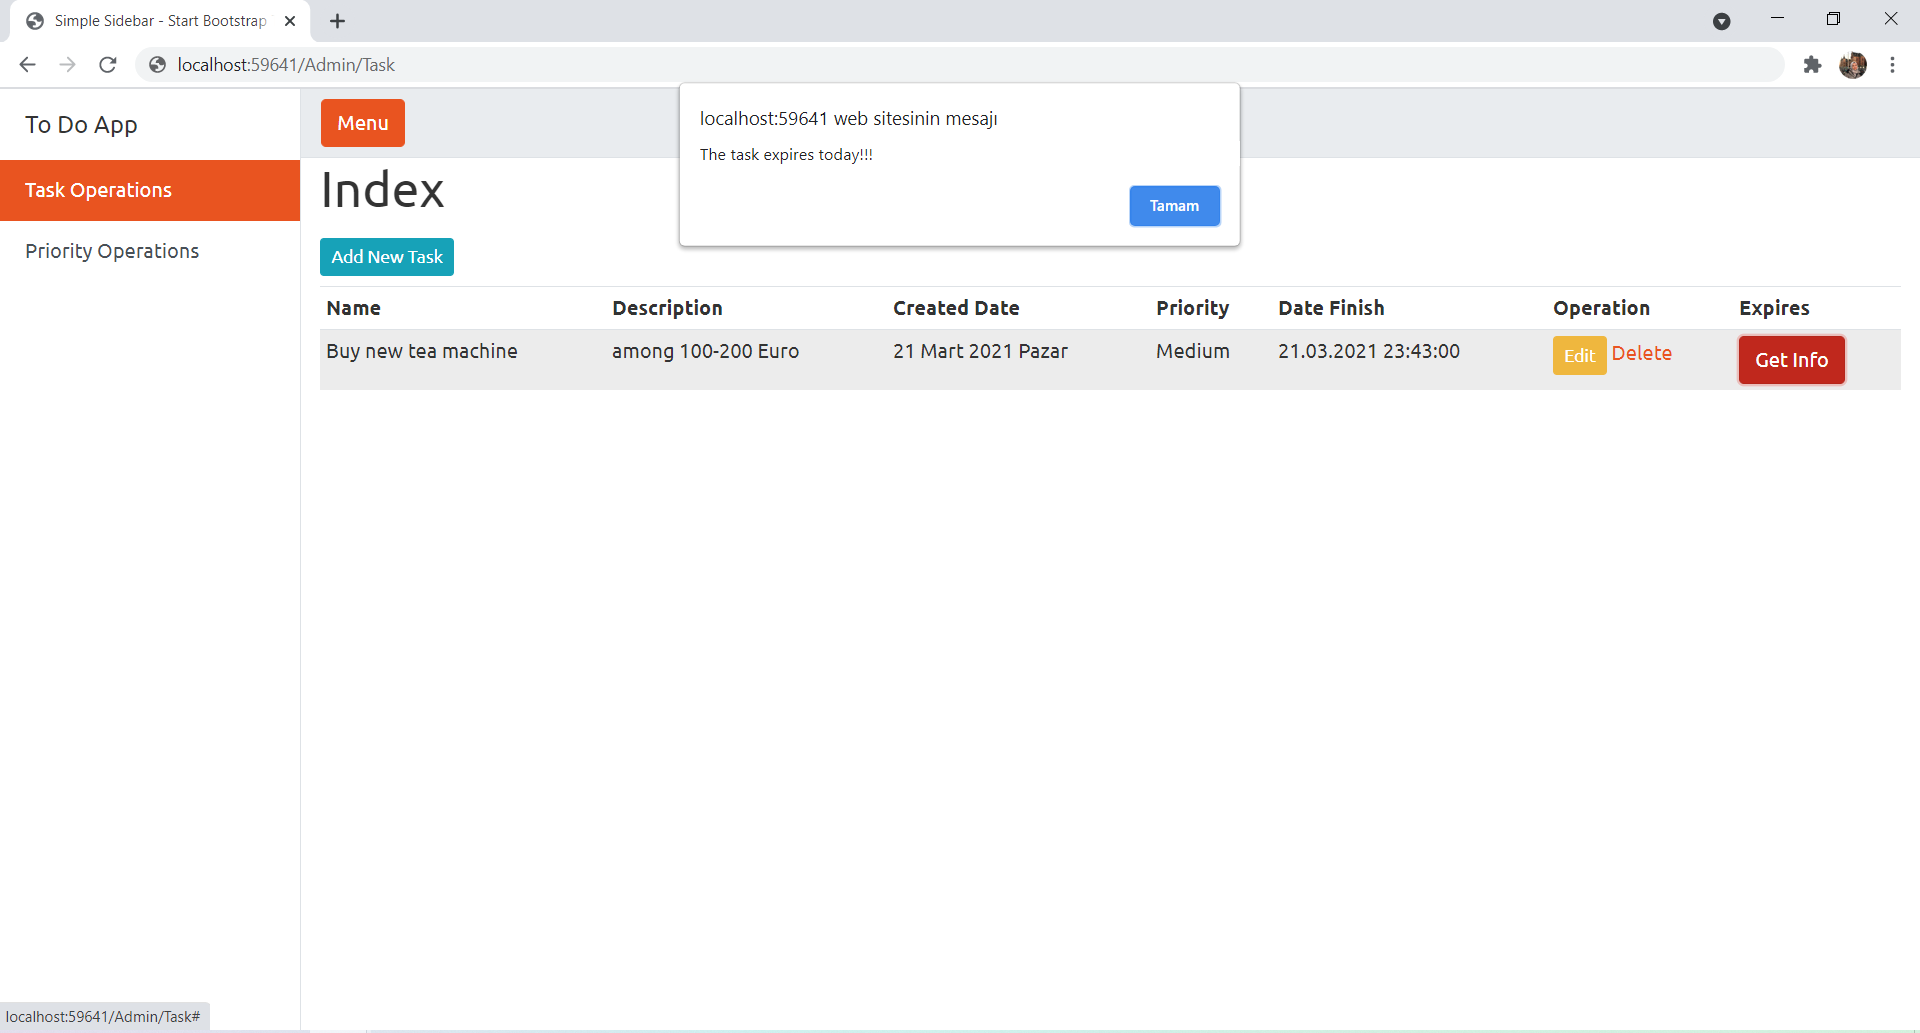 Simple Sidebar - Start Bootstrap
localhost:59641/Admin/Task
localhost:59641 web sitesinin mesajı
The task expires today!!!
Tamam
To Do App
Menu
Task Operations
Priority Operations
Index
Add New Task
Name Description Created Date Priority Date Finish Operation Expires
Buy new tea machine among 100-200 Euro 21 Mart 2021 Pazar Medium 21.03.2021 23:43:00 Edit Delete Get Info
localhost:59641/Admin/Task#